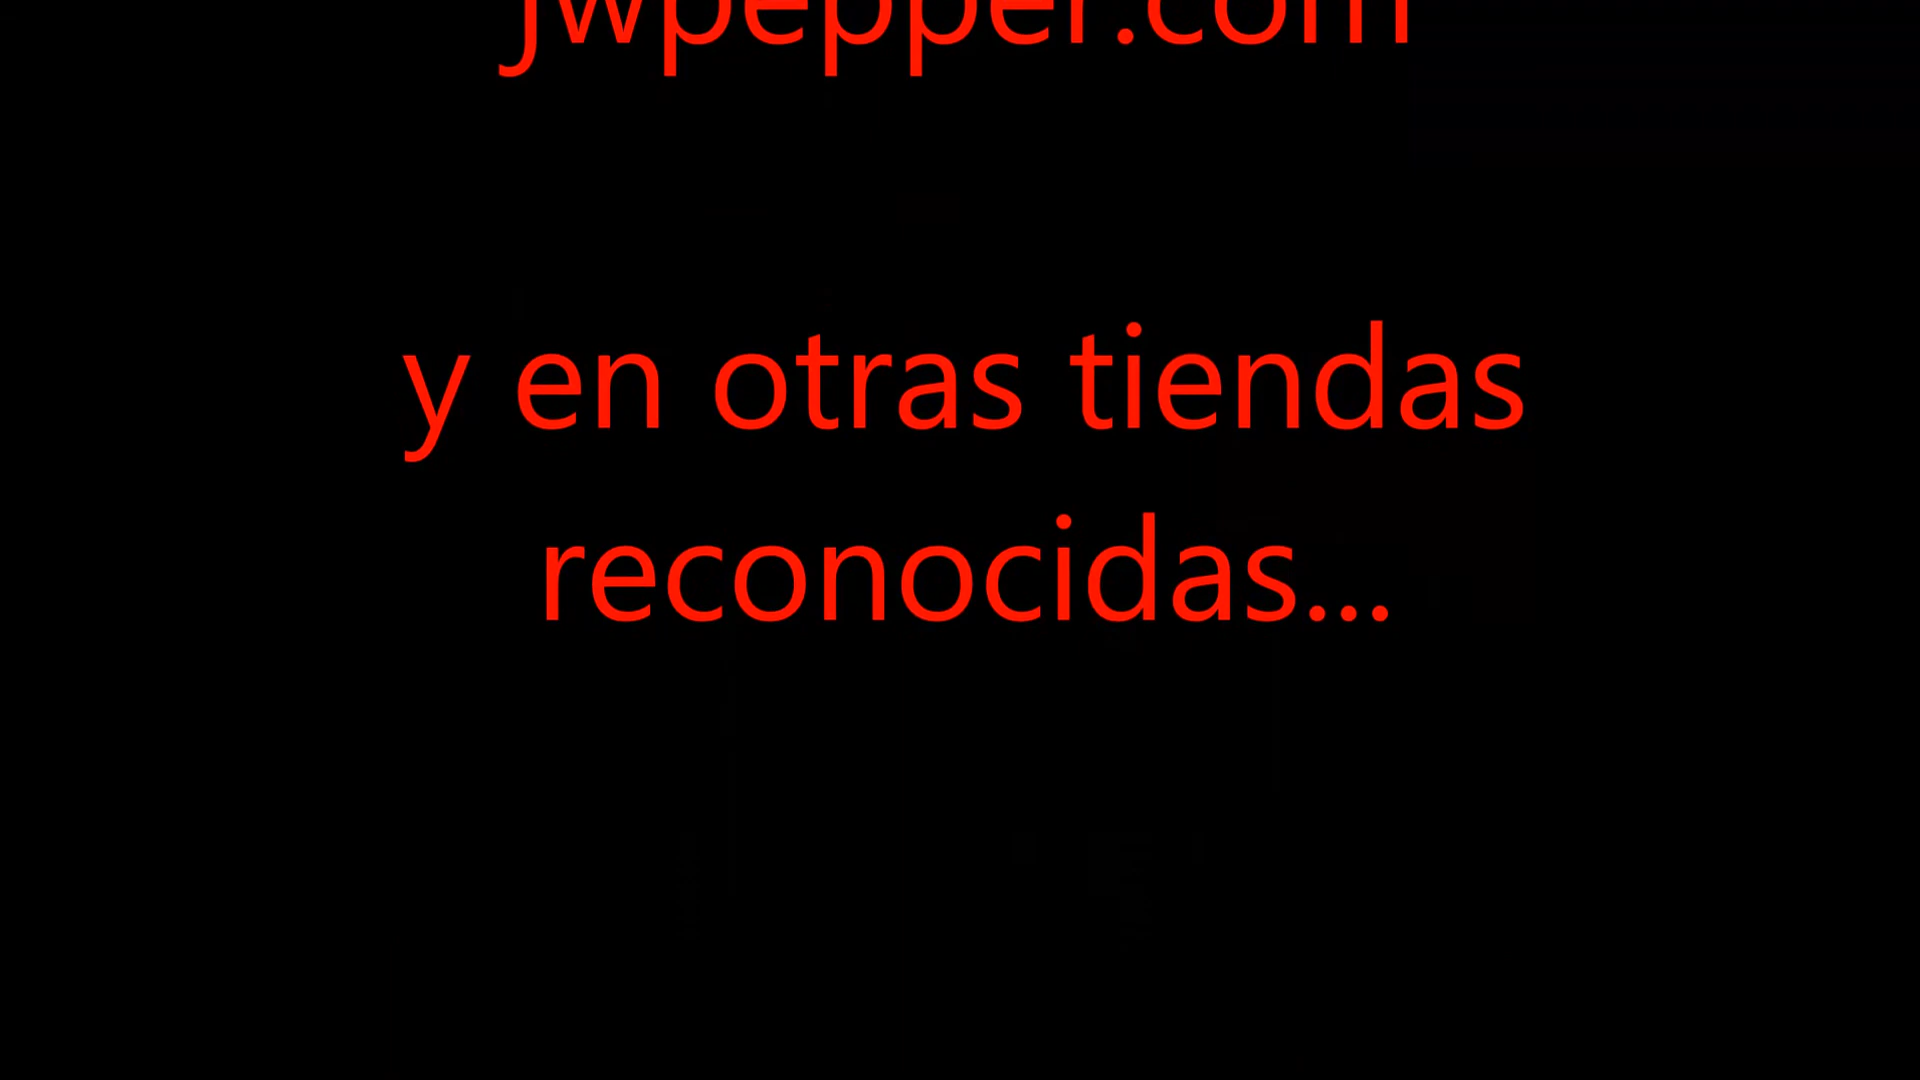 jwpepper.com
y en otras tiendas
reconocidas...